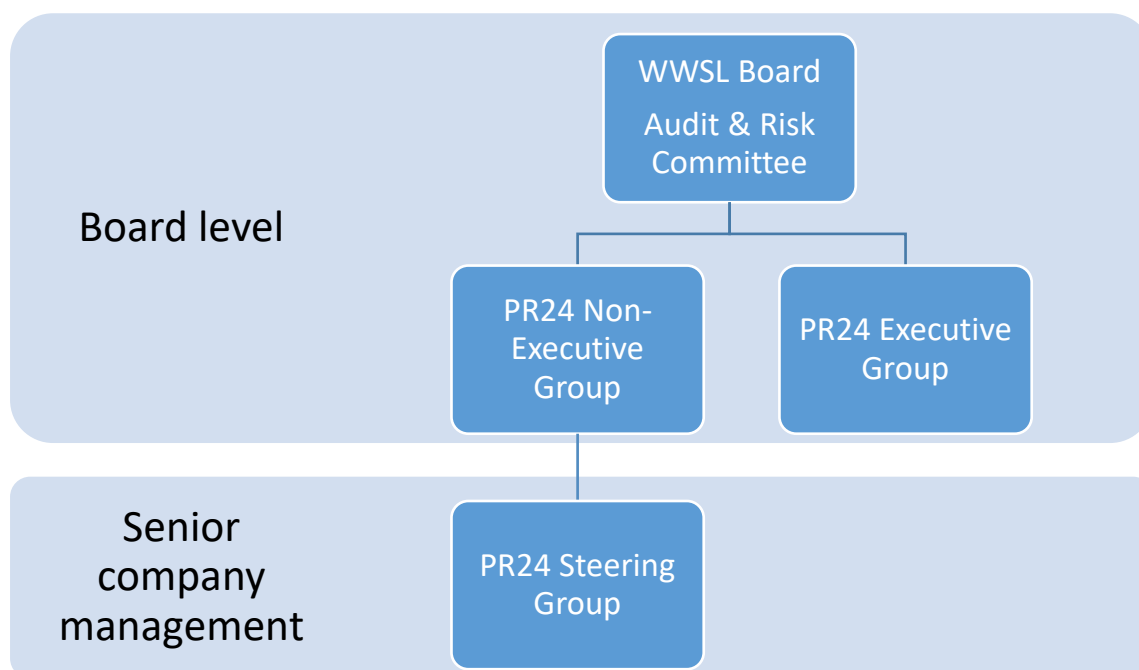 WWSL Board
Audit & Risk
Committee
Board level
PR24 Non-
Executive
Group
PR24 Executive
Group
Senior
company
management
PR24 Steering
Group